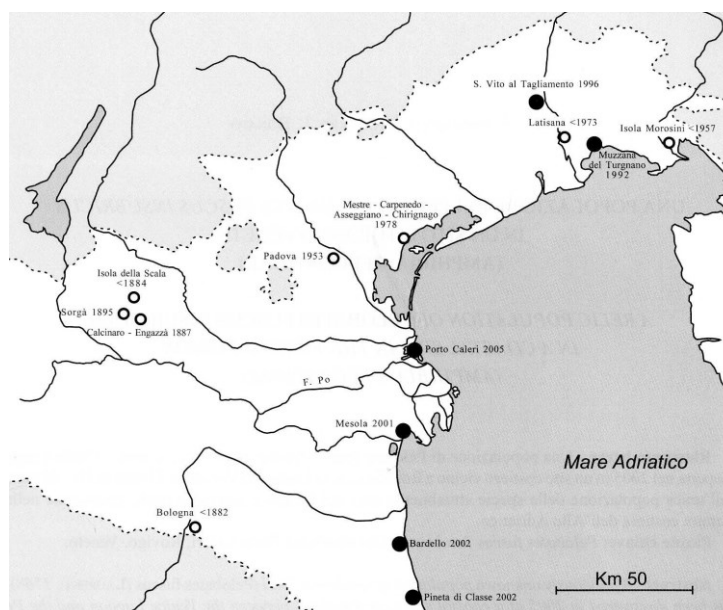 S. Vito al Tagliamento 1996
Latisana <1973
Isola Morosini <1957
Muzzana
del Turgnano
1992
Mestre - Carpenedo
Asseggiano - Chirignago
1978
Padova 1953
Isola della Scala
<1884
Sorgà 1895
Calcinaro - Engazzà 1887
Porto Caleri 2005
F. Po
Mesola 2001
Mare Adriatico
Bologna <1882
Bardello 2002
Km 50
Pineta di Classe 2002